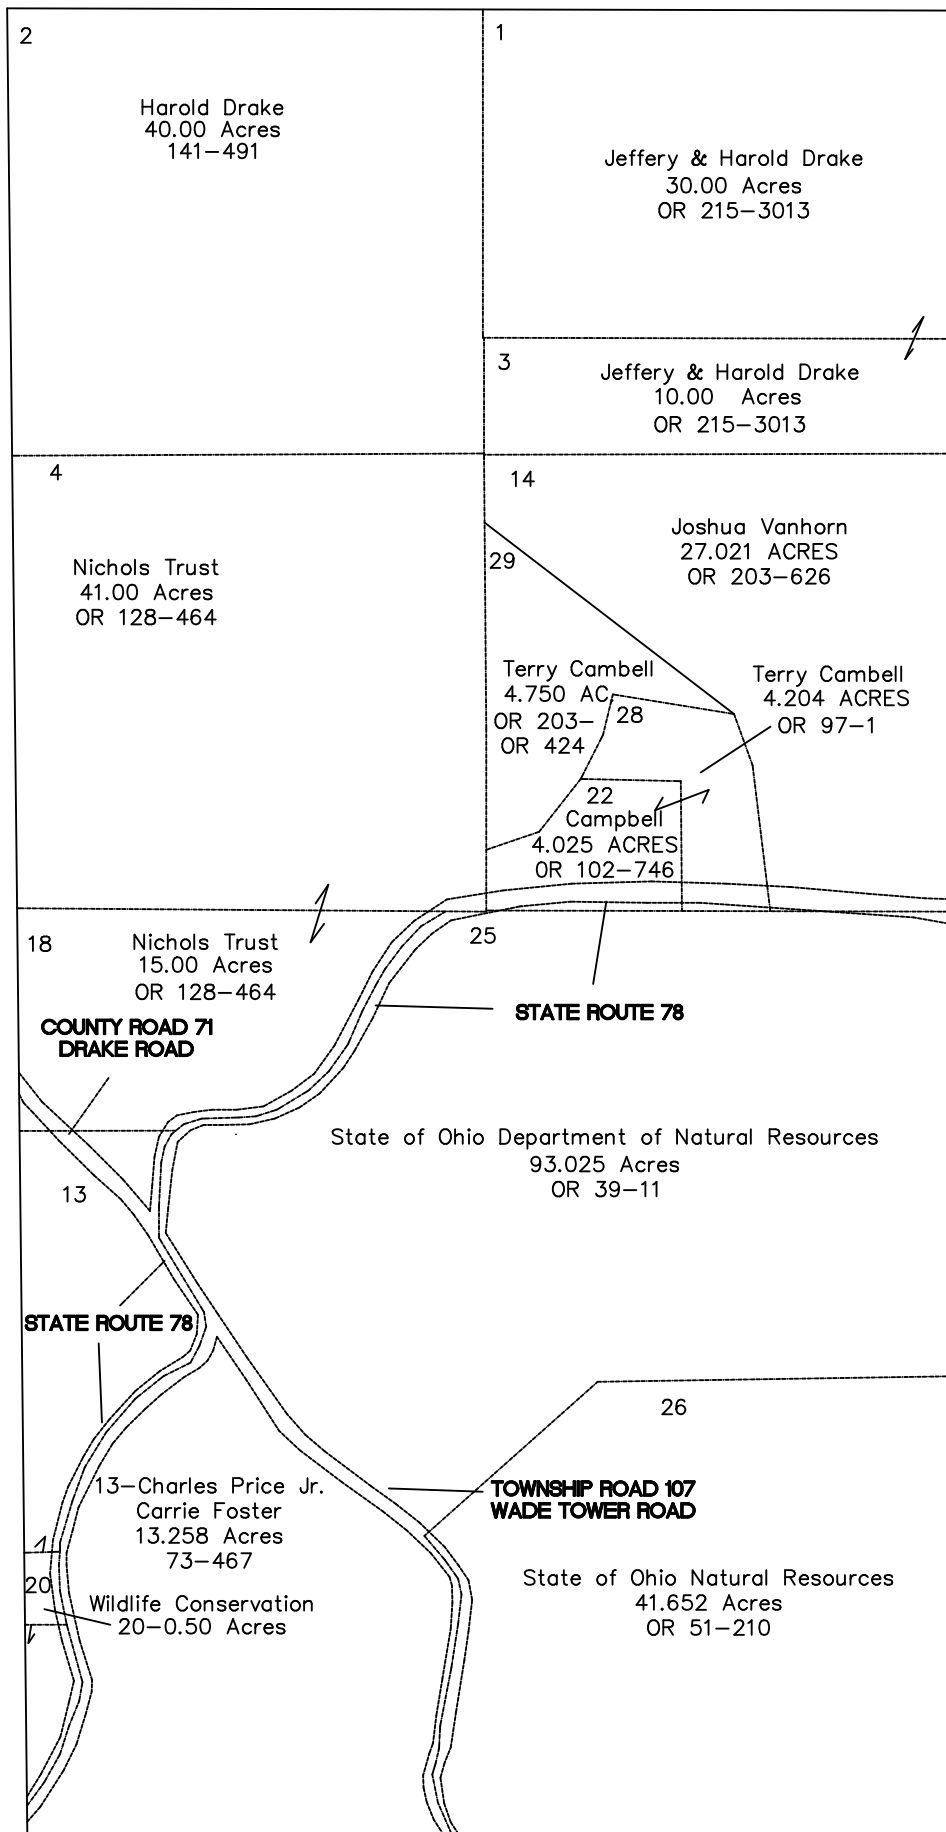 2
1
Harold Drake
40.00 Acres
141-491
Jeffery & Harold Drake
30.00 Acres
OR 215-3013
3
Jeffery & Harold Drake
10.00 Acres
OR 215-3013
4
14
Joshua Vanhorn
27.021 ACRES
OR 203-626
29
Nichols Trust
41.00 Acres
OR 128-464
Terry Cambell
4.750 AC
OR 203-
OR 424
Terry Cambell
4.204 ACRES
OR 97-1
28
22
Campbell
4.025 ACRES
OR 102-746
18
Nichols Trust
15.00 Acres
OR 128-464
25
STATE ROUTE 78
COUNTY ROAD 71
DRAKE ROAD
State of Ohio Department of Natural Resources
93.025 Acres
OR 39-11
13
STATE ROUTE 78
26
13-Charles Price Jr.
Carrie Foster
13.258 Acres
73-467
TOWNSHIP ROAD 107
WADE TOWER ROAD
20
Wildlife Conservation
20-0.50 Acres
State of Ohio Natural Resources
41.652 Acres
OR 51-210